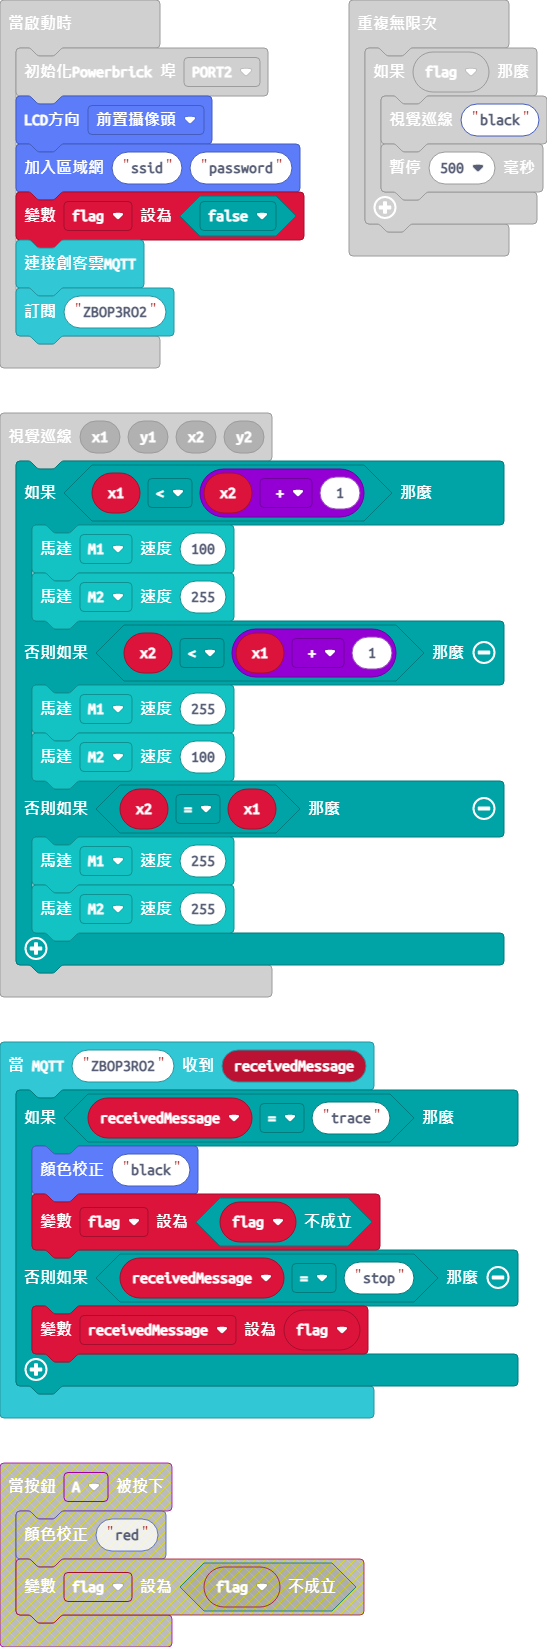 當啟動時
初始化Powerbrick 埠 PORT2
LCD方向 前置攝像頭
加入區域網 "ssid" "password"
變數 flag 設為 false
連接創客雲MQTT
訂閱 "ZBOP3RO2"
重複無限次
如果 flag 那麼
視覺巡線 "black"
暫停 500 毫秒
視覺巡線 x1 y1 x2 y2
如果 x1 < x2 + 1 那麼
馬達 M1 速度 100
馬達 M2 速度 255
否則如果 x2 < x1 + 1 那麼
馬達 M1 速度 255
馬達 M2 速度 100
否則如果 x2 = x1 那麼
馬達 M1 速度 255
馬達 M2 速度 255
當 MQTT "ZBOP3RO2" 收到 receivedMessage
如果 receivedMessage = "trace" 那麼
顏色校正 "black"
變數 flag 設為 flag 不成立
否則如果 receivedMessage = "stop" 那麼
變數 receivedMessage 設為 flag
當按鈕 A 被按下
顏色校正 "red"
變數 flag 設為 flag 不成立